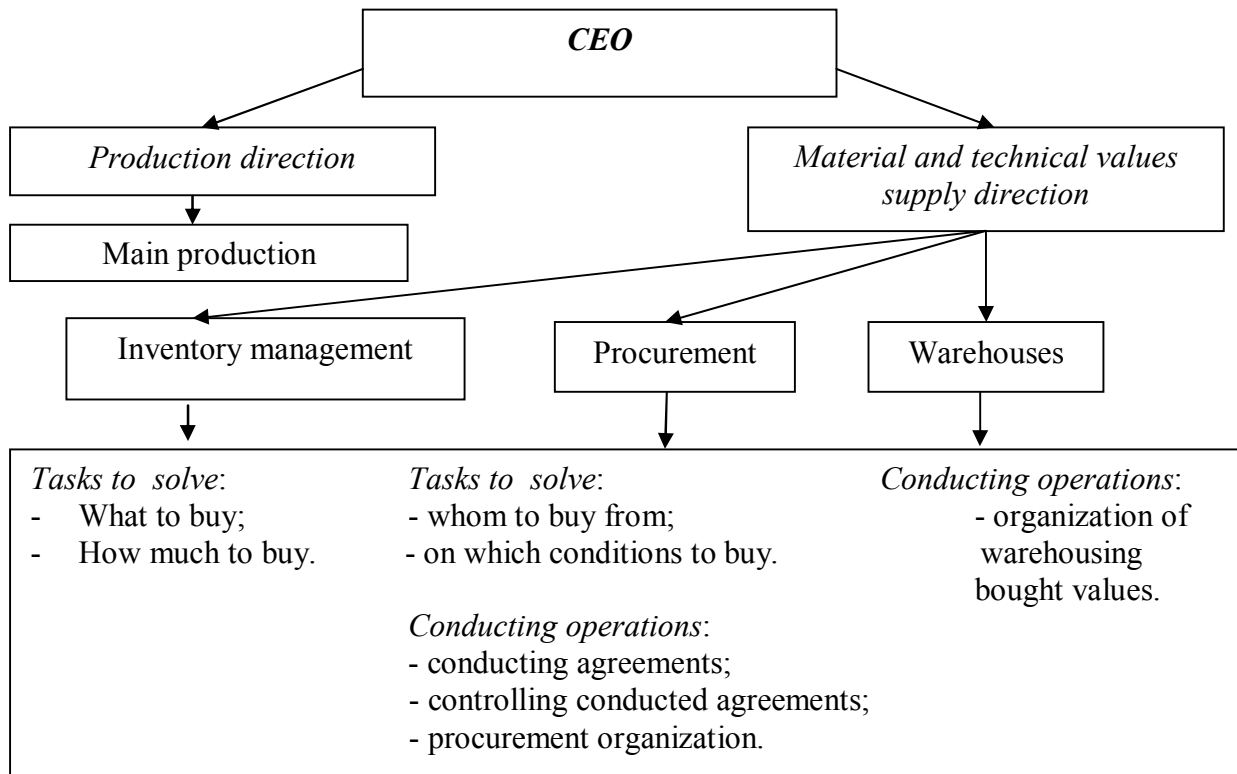 CEO
Production direction
Material and technical values
supply direction
Main production
Inventory management
Procurement
Warehouses
Tasks to solve:
- What to buy;
- How much to buy.
Tasks to solve:
- whom to buy from;
- on which conditions to buy.
Conducting operations:
- conducting agreements;
- controlling conducted agreements;
- procurement organization.
Conducting operations:
- organization of
warehousing
bought values.